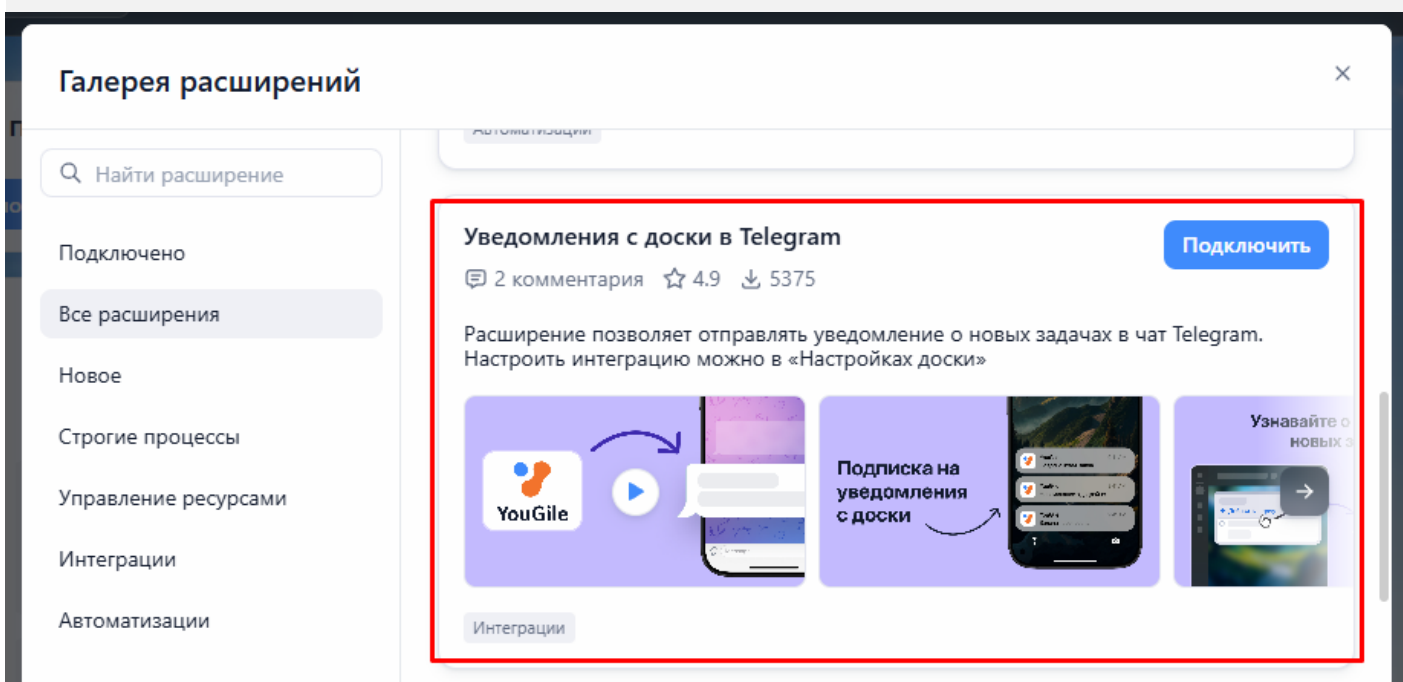 Галерея расширений
Найти расширение
Подключено
Все расширения
Новое
Строгие процессы
Управление ресурсами
Интеграции
Автоматизации
Автоматизации
Уведомления с доски в Telegram
Подключить
2 комментария 4.9 5375
Расширение позволяет отправлять уведомление о новых задачах в чат Telegram.
Настроить интеграцию можно в «Настройках доски»
YouGile
Подписка на
уведомления
с доски
Узнавайте о
новых
Интеграции